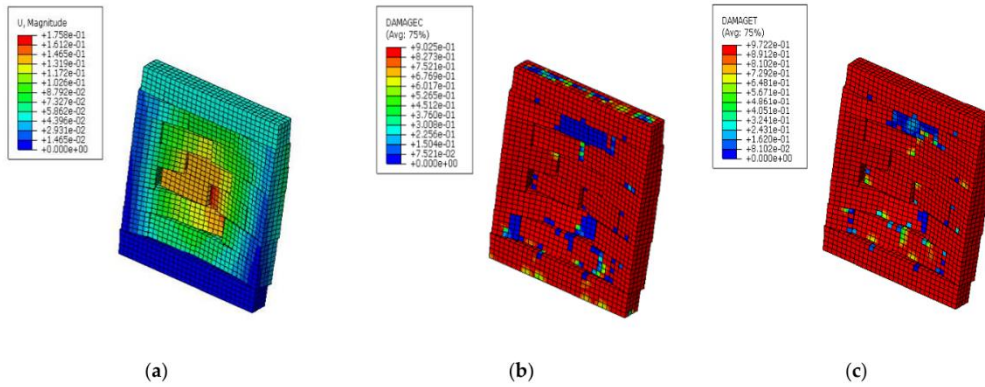 U, Magnitude
+1.758e-01
+1.612e-01
+1.465e-01
+1.319e-01
+1.172e-01
+1.026e-01
+8.792e-02
+7.327e-02
+5.862e-02
+4.396e-02
+2.931e-02
+1.465e-02
+0.000e+00
DAMAGEC
(Avg: 75%)
+9.025e-01
+8.273e-01
+7.521e-01
+6.769e-01
+6.017e-01
+5.265e-01
+4.512e-01
+3.760e-01
+3.008e-01
+2.256e-01
+1.504e-01
+7.521e-02
+0.000e+00
DAMAGET
(Avg: 75%)
+9.722e-01
+8.912e-01
+8.102e-01
+7.292e-01
+6.481e-01
+5.671e-01
+4.861e-01
+4.051e-01
+3.241e-01
+2.431e-01
+1.620e-01
+8.102e-02
+0.000e+00
(a)
(b)
(c)